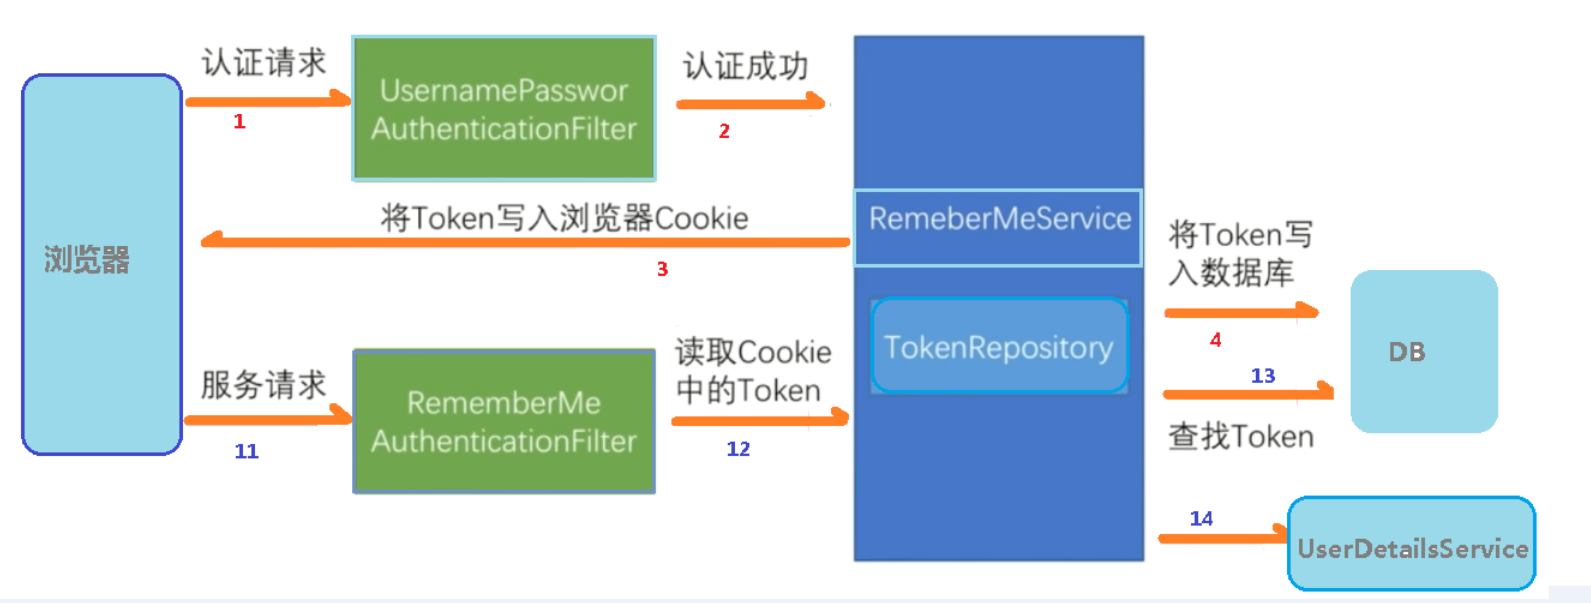 认证请求
1
UsernamePasswor
AuthenticationFilter
认证成功
2
浏览器
将Token写入浏览器Cookie
3
RemeberMeService
将Token写
入数据库
4
TokenRepository
DB
13
查找Token
服务请求
11
RememberMe
AuthenticationFilter
读取Cookie
中的Token
12
14
UserDetailsService